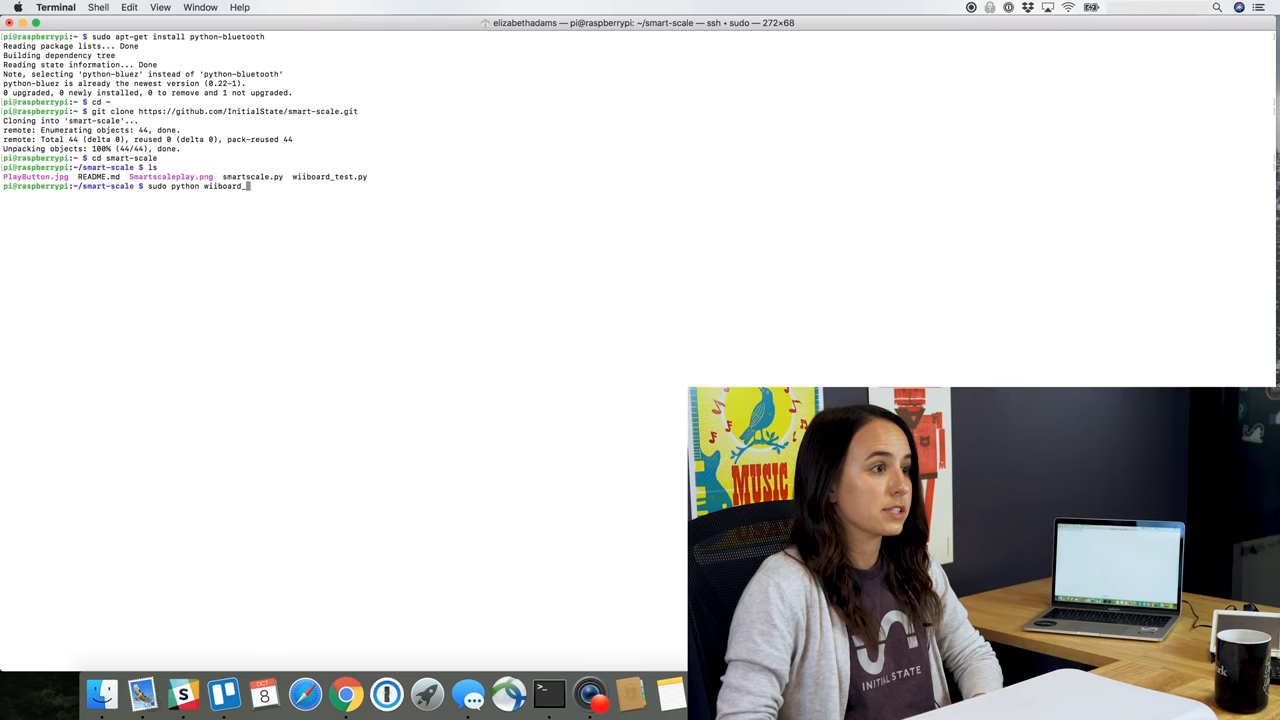 Terminal Shell Edit View Window Help
elizabethadams — pi@raspberrypi: ~/smart-scale — ssh • sudo — 272×68
pi@raspberrypi:~ $ sudo apt-get install python-bluetooth
Reading package lists... Done
Building dependency tree
Reading state information... Done
Note, selecting 'python-bluez' instead of 'python-bluetooth'
python-bluez is already the newest version (0.22-1).
0 upgraded, 0 newly installed, 0 to remove and 1 not upgraded.
pi@raspberrypi:~ $ cd ~
pi@raspberrypi:~ $ git clone https://github.com/InitialState/smart-scale.git
Cloning into 'smart-scale'...
remote: Enumerating objects: 44, done.
remote: Total 44 (delta 0), reused 0 (delta 0), pack-reused 44
Unpacking objects: 100% (44/44), done.
pi@raspberrypi:~ $ cd smart-scale
pi@raspberrypi:~/smart-scale $ ls
PlayButton.jpg README.md Smartscaleplay.png smartscale.py wiiboard_test.py
pi@raspberrypi:~/smart-scale $ sudo python wiiboard_
MUSIC
INITIAL STATE
OCT
8